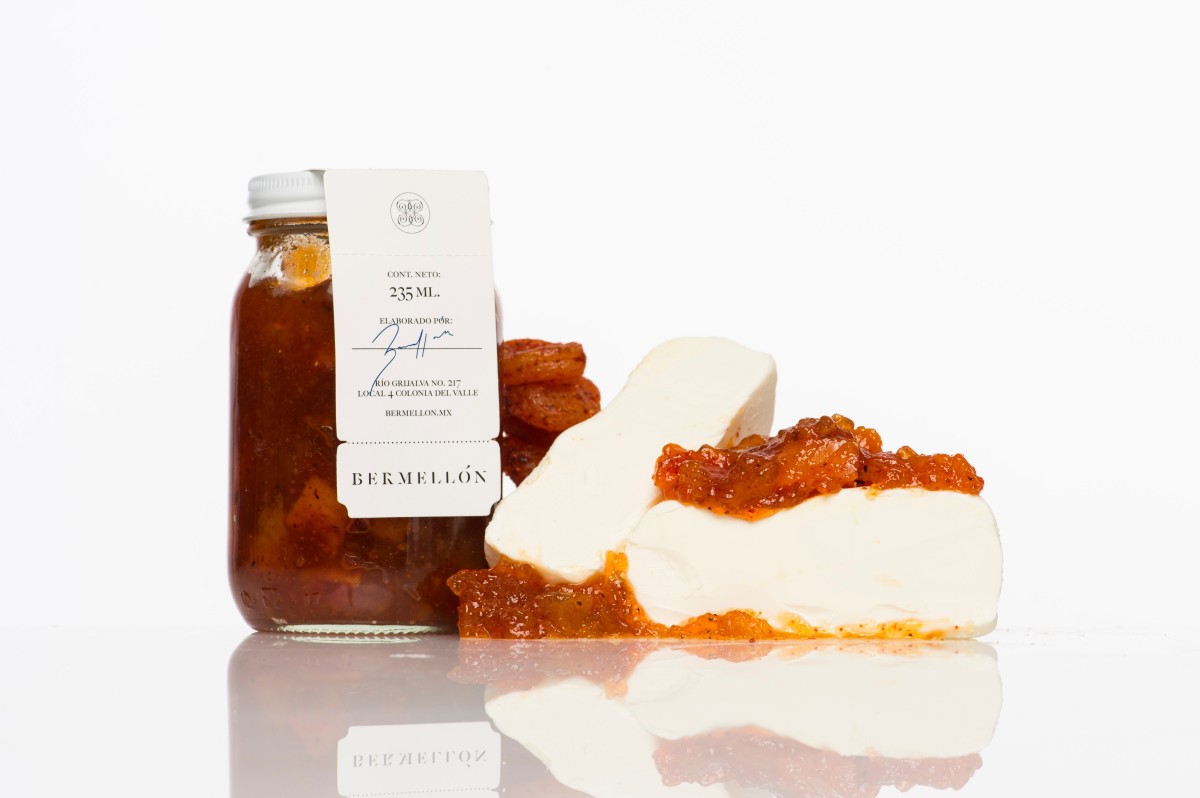 CONT. NETO:
235 ML.
ELABORADO POR:
RÍO GRIJALVA NO. 217
LOCAL 4 COLONIA DEL VALLE
BERMELLON.MX
BERMELLÓN